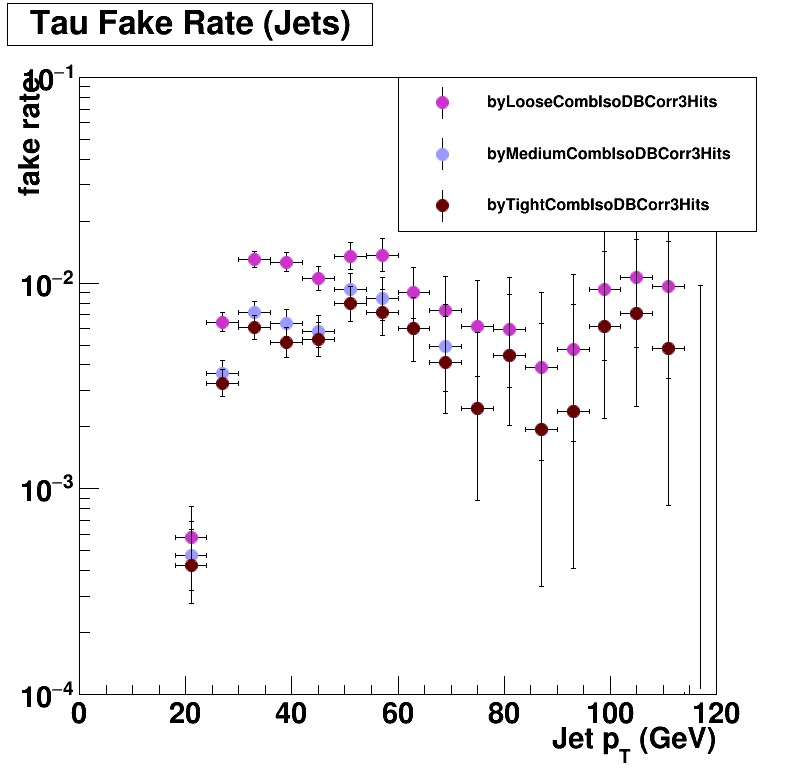 Tau Fake Rate (Jets)
fake rate
10−1
10−2
10−3
10−4
byLooseCombIsoDBCorr3Hits
byMediumCombIsoDBCorr3Hits
byTightCombIsoDBCorr3Hits
0 20 40 60 80 100 120
Jet pT (GeV)